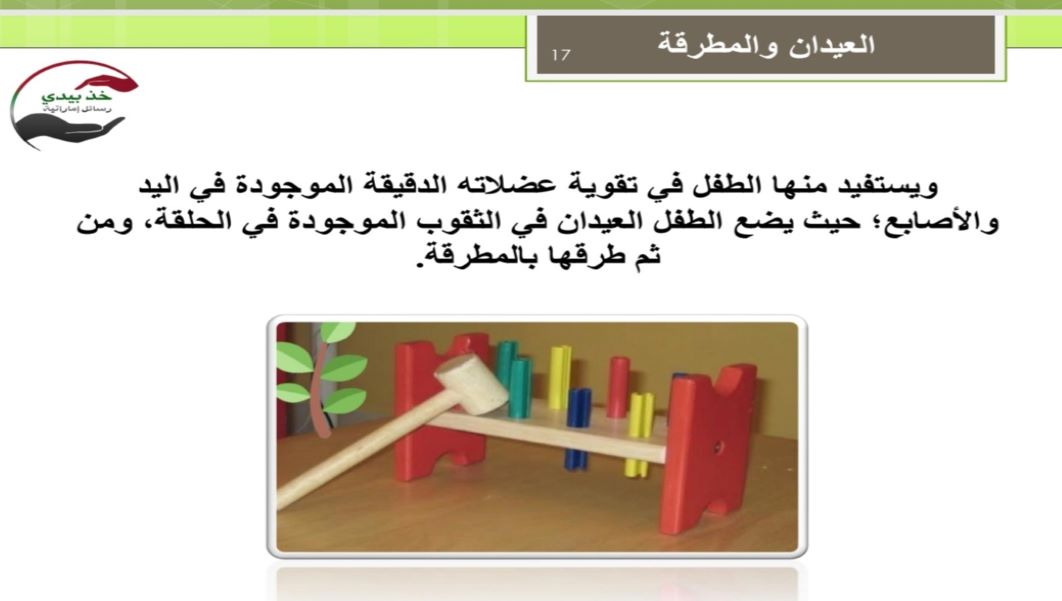 العيدان والمطرقة
17
خذ بيدي
رسائل إماراتية
ويستفيد منها الطفل في تقوية عضلاته الدقيقة الموجودة في اليد
والأصابع؛ حيث يضع الطفل العيدان في الثقوب الموجودة في الحلقة، ومن
ثم طرقها بالمطرقة.